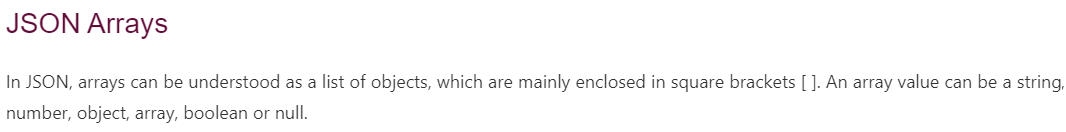 JSON Arrays
In JSON, arrays can be understood as a list of objects, which are mainly enclosed in square brackets [ ]. An array value can be a string,
number, object, array, boolean or null.